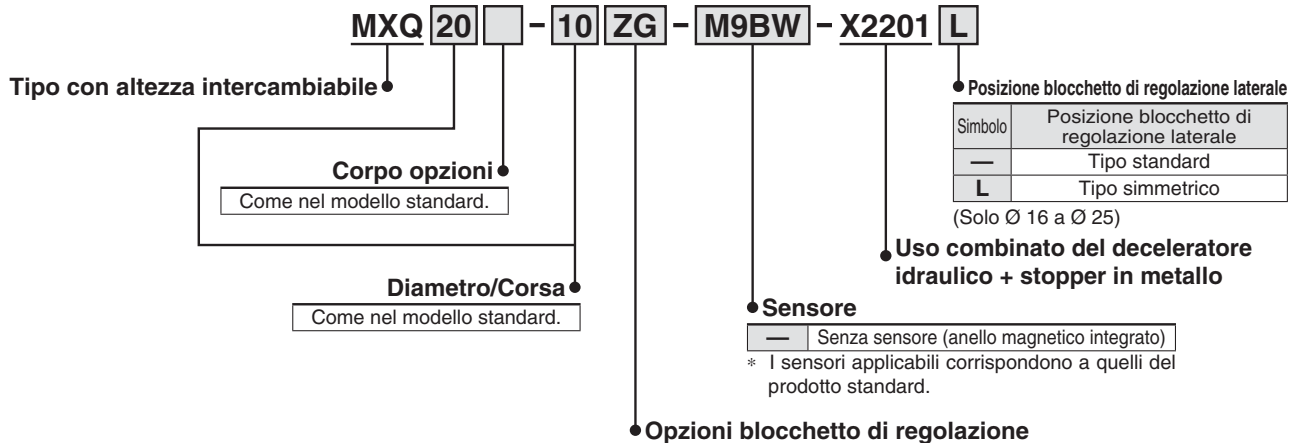 MXQ 20 - 10 ZG - M9BW - X2201 L
Tipo con altezza intercambiabile
Posizione blocchetto di regolazione laterale
Simbolo Posizione blocchetto di
regolazione laterale
— Tipo standard
L Tipo simmetrico
(Solo Ø 16 a Ø 25)
Corpo opzioni
Come nel modello standard.
Uso combinato del deceleratore
idraulico + stopper in metallo
Diametro/Corsa
Come nel modello standard.
Sensore
— Senza sensore (anello magnetico integrato)
* I sensori applicabili corrispondono a quelli del
prodotto standard.
Opzioni blocchetto di regolazione